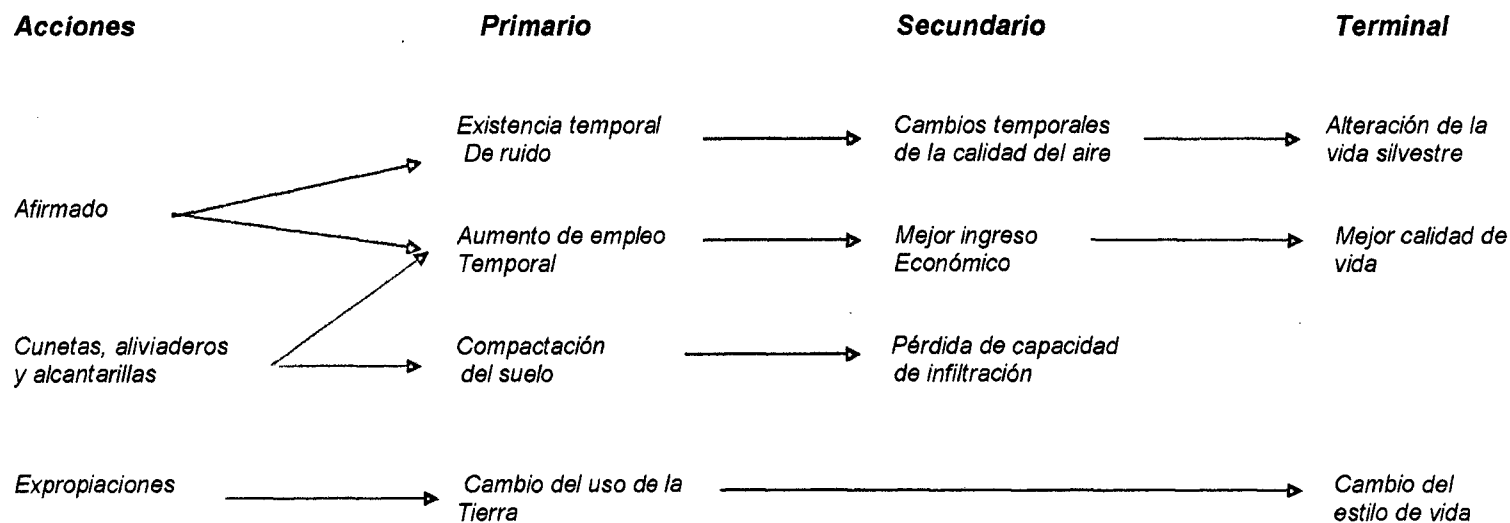 Acciones
Primario
Secundario
Terminal
Existencia temporal
De ruido
Cambios temporales
de la calidad del aire
Alteración de la
vida silvestre
Afirmado
Aumento de empleo
Temporal
Mejor ingreso
Económico
Mejor calidad de
vida
Cunetas, aliviaderos
y alcantarillas
Compactación
del suelo
Pérdida de capacidad
de infiltración
Expropiaciones
Cambio del uso de la
Tierra
Cambio del
estilo de vida